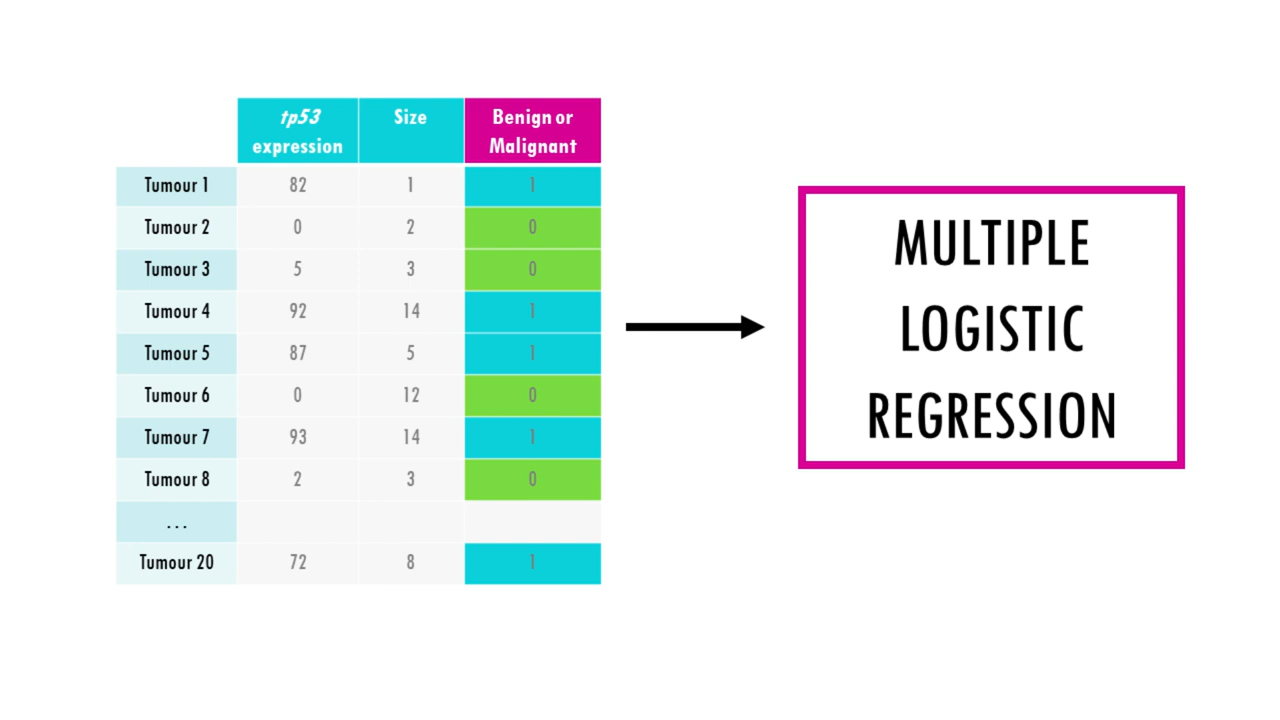 tp53 expression Size Benign or Malignant
Tumour 1 82 1 1
Tumour 2 0 2 0
Tumour 3 5 3 0
Tumour 4 92 14 1
Tumour 5 87 5 1
Tumour 6 0 12 0
Tumour 7 93 14 1
Tumour 8 2 3 0
...
Tumour 20 72 8 1
MULTIPLE
LOGISTIC
REGRESSION